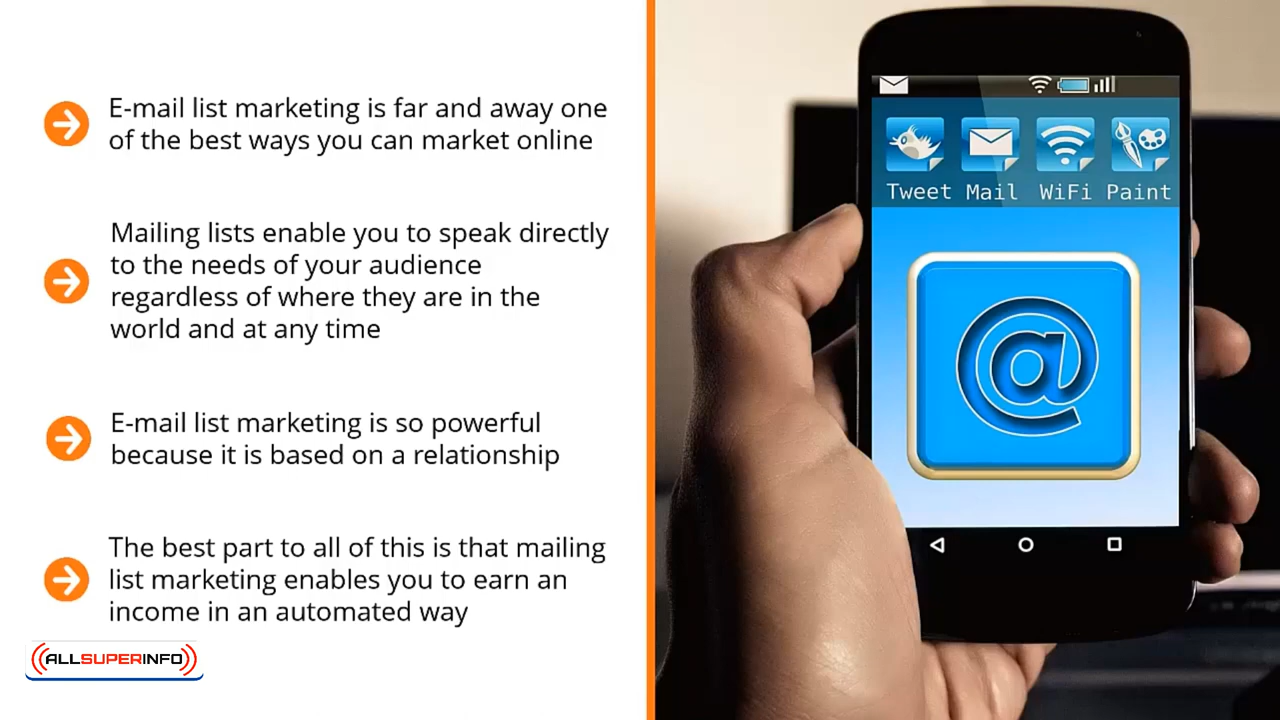 E-mail list marketing is far and away one
of the best ways you can market online
Mailing lists enable you to speak directly
to the needs of your audience
regardless of where they are in the
world and at any time
E-mail list marketing is so powerful
because it is based on a relationship
The best part to all of this is that mailing
list marketing enables you to earn an
income in an automated way
ALLSUPERINFO
Tweet Mail WiFi Paint
@